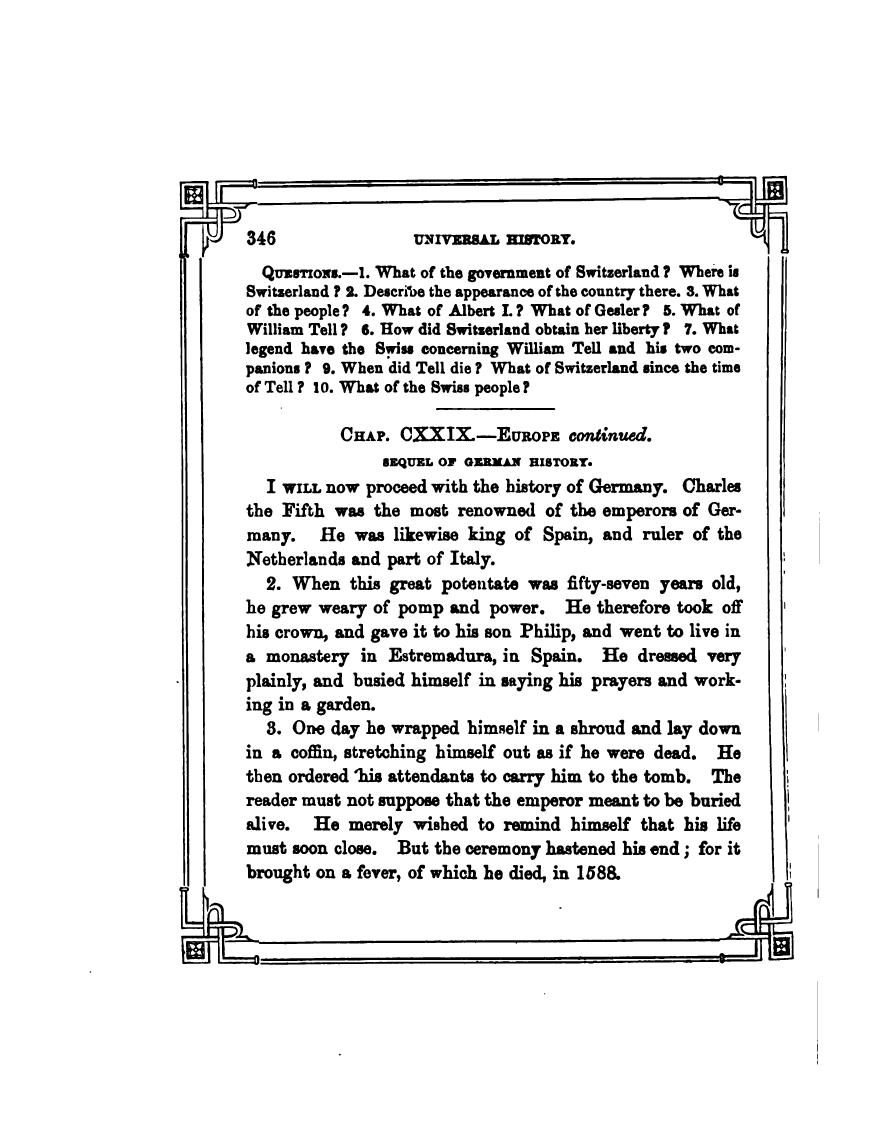 346 UNIVERSAL HISTORY.
QUESTIONS.—1. What of the government of Switzerland? Where is
Switzerland? 2. Describe the appearance of the country there. 3. What
of the people? 4. What of Albert I.? What of Gesler? 5. What of
William Tell? 6. How did Switzerland obtain her liberty? 7. What
legend have the Swiss concerning William Tell and his two com-
panions? 9. When did Tell die? What of Switzerland since the time
of Tell? 10. What of the Swiss people?
CHAP. CXXIX.—EUROPE continued.
SEQUEL OF GERMAN HISTORY.
I WILL now proceed with the history of Germany. Charles
the Fifth was the most renowned of the emperors of Ger-
many. He was likewise king of Spain, and ruler of the
Netherlands and part of Italy.
2. When this great potentate was fifty-seven years old,
he grew weary of pomp and power. He therefore took off
his crown, and gave it to his son Philip, and went to live in
a monastery in Estremadura, in Spain. He dressed very
plainly, and busied himself in saying his prayers and work-
ing in a garden.
3. One day he wrapped himself in a shroud and lay down
in a coffin, stretching himself out as if he were dead. He
then ordered his attendants to carry him to the tomb. The
reader must not suppose that the emperor meant to be buried
alive. He merely wished to remind himself that his life
must soon close. But the ceremony hastened his end; for it
brought on a fever, of which he died, in 1588.